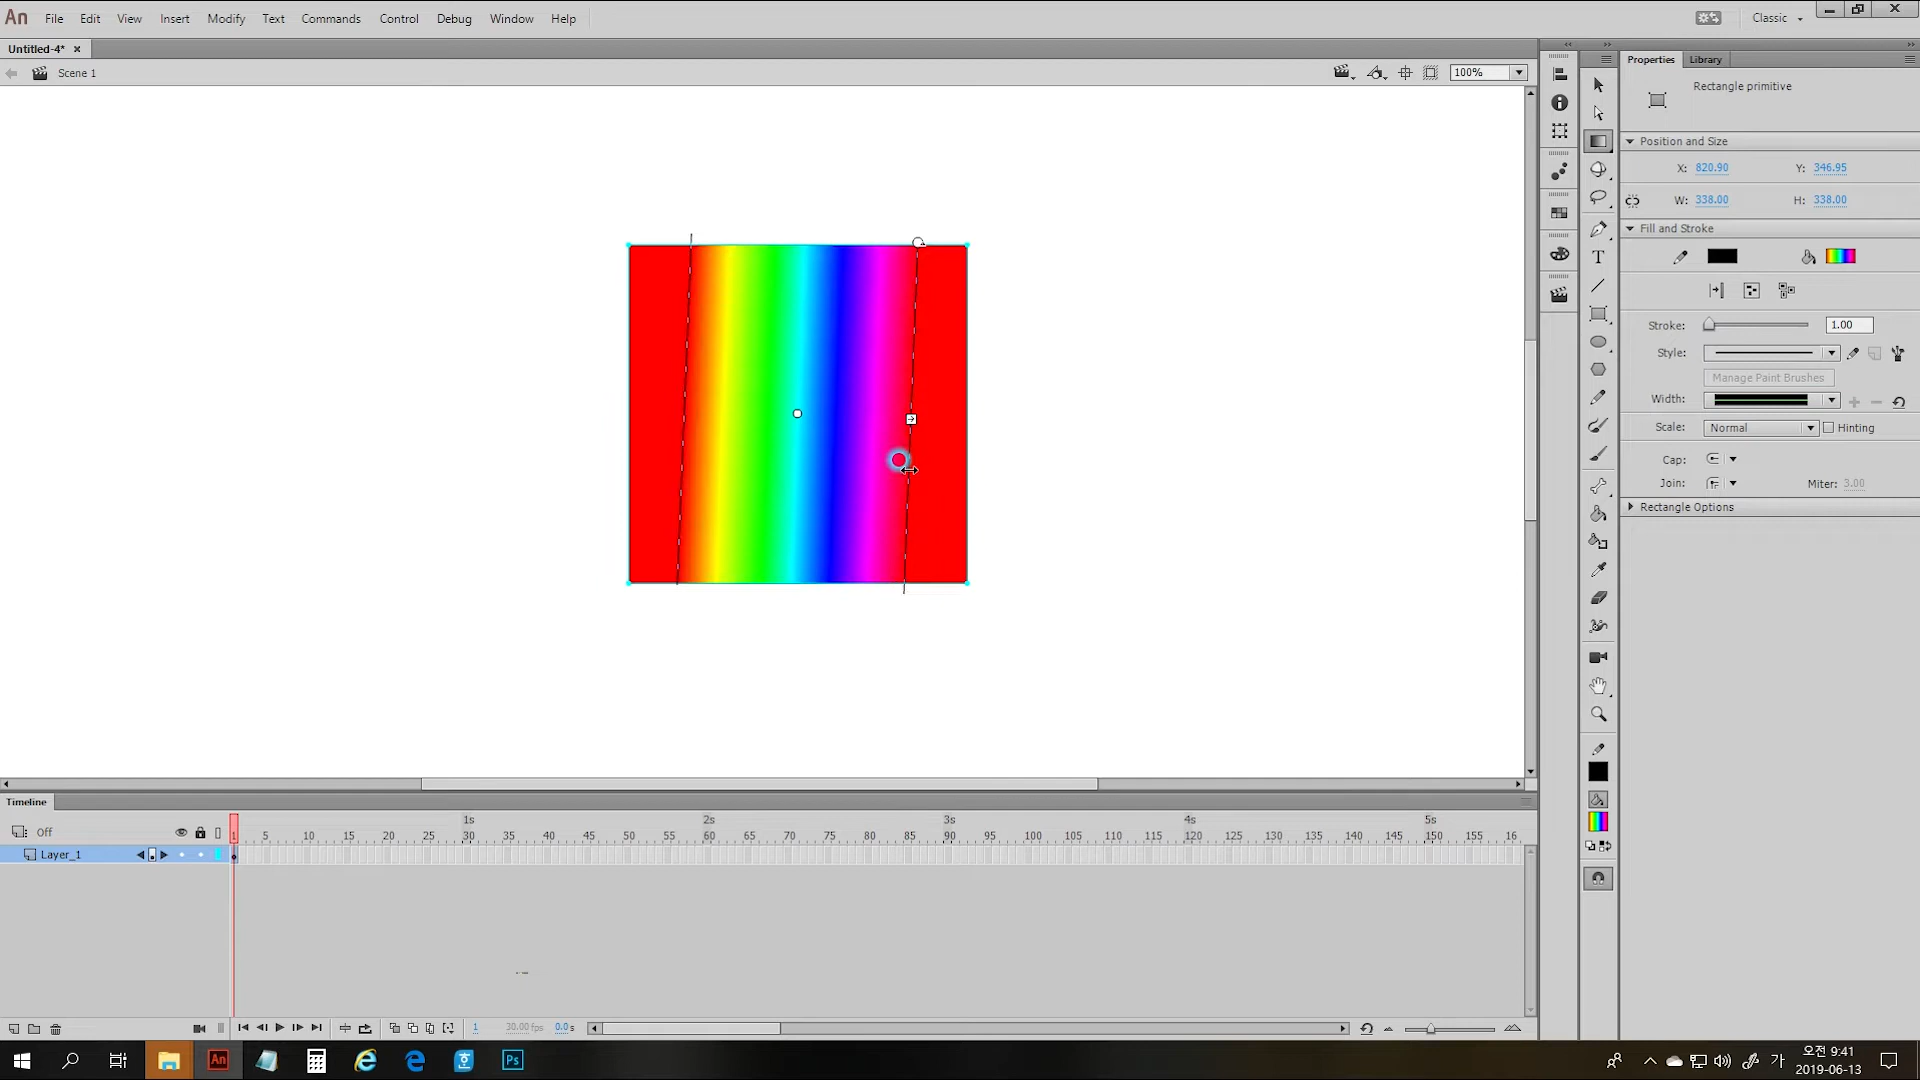 An File Edit View Insert Modify Text Commands Control Debug Window Help Classic
Untitled-4* ×
Scene 1 100%
Properties Library
Rectangle primitive
Position and Size
X: 820.90 Y: 346.95
W: 338.00 H: 338.00
Fill and Stroke
Stroke: 1.00
Style:
Manage Paint Brushes
Width:
Scale: Normal Hinting
Cap:
Join: Miter: 3.00
Rectangle Options
Timeline
Off 1s 2s 3s 4s 5s
1 5 10 15 20 25 30 35 40 45 50 55 60 65 70 75 80 85 90 95 100 105 110 115 120 125 130 135 140 145 150 155 16
Layer_1
1 30.00 fps 0.0 s
An Ps 가 오전 9:41
2019-06-13